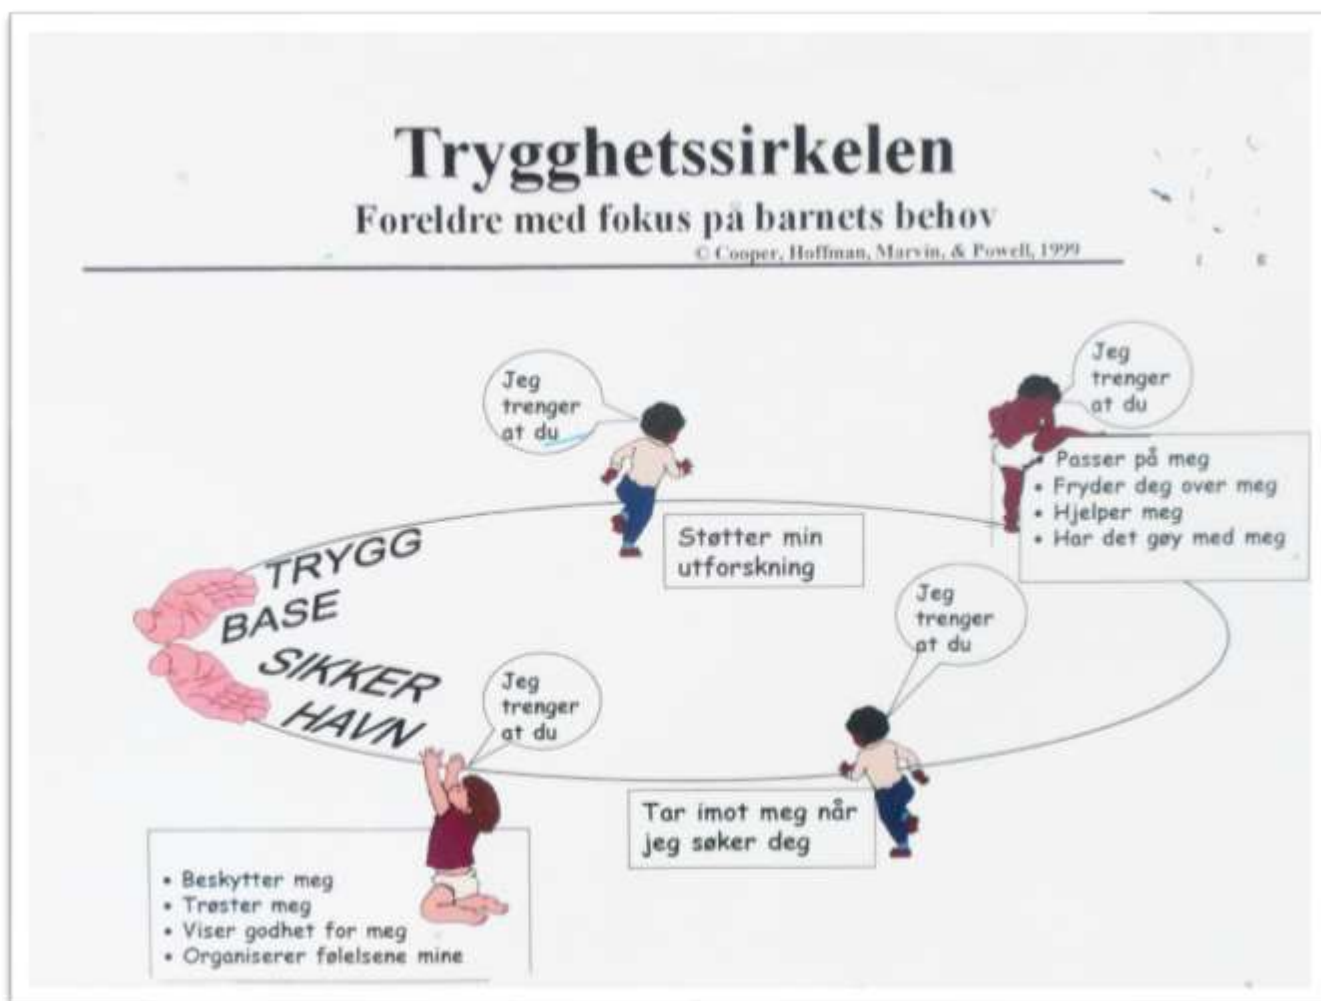 Trygghetssirkelen
Foreldre med fokus på barnets behov
© Cooper, Hoffman, Marvin, & Powell, 1999
Jeg
trenger
at du
Støtter min
utforskning
Jeg
trenger
at du
• Passer på meg
• Fryder deg over meg
• Hjelper meg
• Har det gøy med meg
TRYGG
BASE
SIKKER
HAVN
Jeg
trenger
at du
Tar imot meg når
jeg søker deg
Jeg
trenger
at du
• Beskytter meg
• Trøster meg
• Viser godhet for meg
• Organiserer følelsene mine